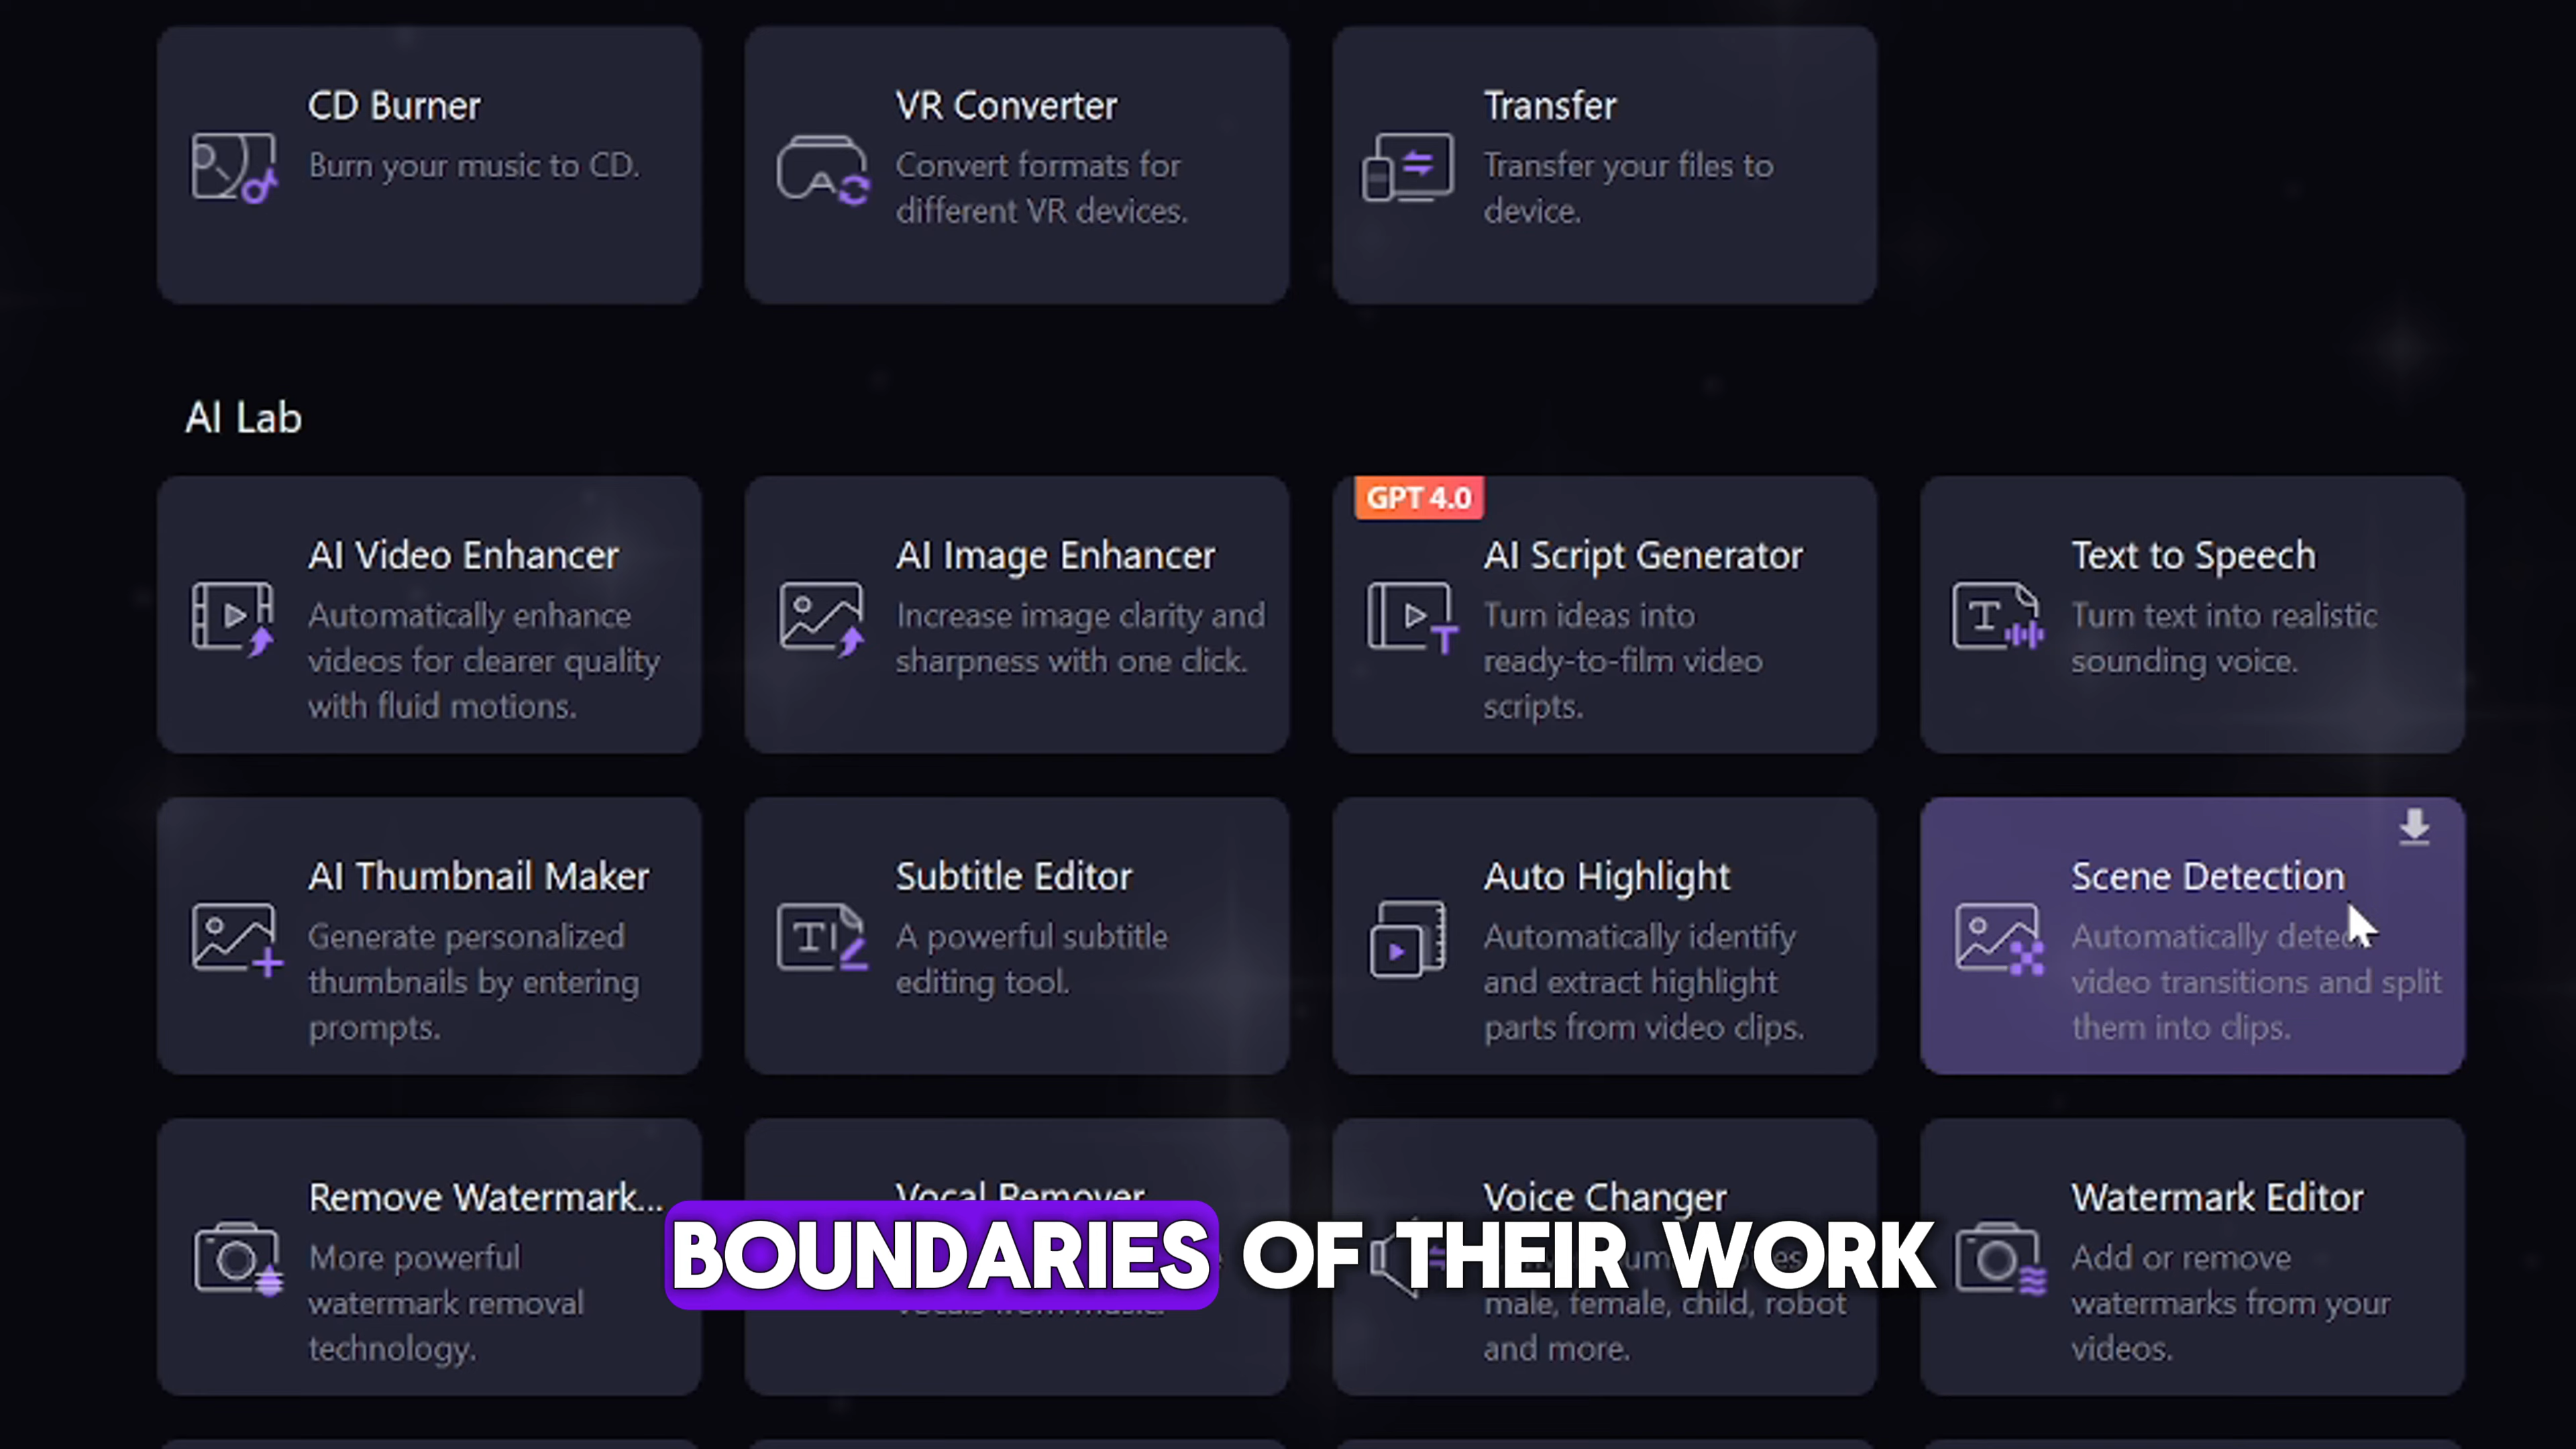 CD Burner
Burn your music to CD.
VR Converter
Convert formats for
different VR devices.
Transfer
Transfer your files to
device.
AI Lab
AI Video Enhancer
Automatically enhance
videos for clearer quality
with fluid motions.
AI Image Enhancer
Increase image clarity and
sharpness with one click.
GPT 4.0
AI Script Generator
Turn ideas into
ready-to-film video
scripts.
Text to Speech
Turn text into realistic
sounding voice.
AI Thumbnail Maker
Generate personalized
thumbnails by entering
prompts.
Subtitle Editor
A powerful subtitle
editing tool.
Auto Highlight
Automatically identify
and extract highlight
parts from video clips.
Scene Detection
Automatically detect
video transitions and split
them into clips.
Remove Watermark...
More powerful
watermark removal
technology.
Vocal Remover
vocals from music.
Voice Changer
male, female, child, robot
and more.
Watermark Editor
Add or remove
watermarks from your
videos.
BOUNDARIES OF THEIR WORK